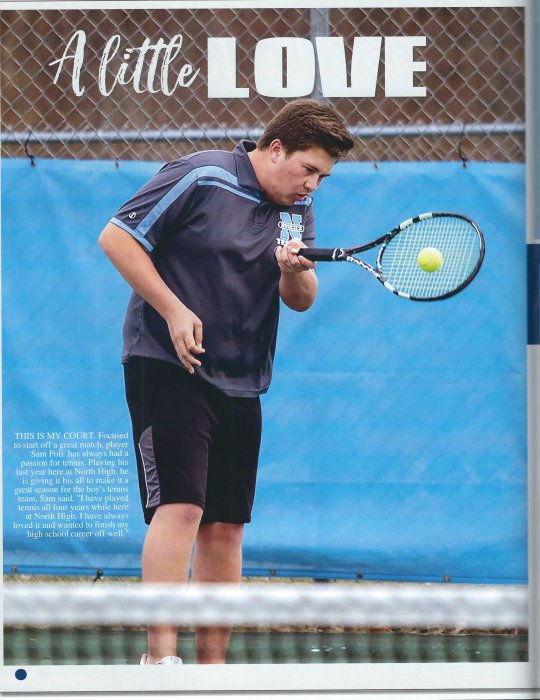 A little LOVE
N
THIS IS MY COURT. Focused
to start off a great match, player
Sam Poli has always had a
passion for tennis. Playing his
last year here at North High, he
is giving it his all to make it a
great season for the boy's tennis
team. Sam said, "I have played
tennis all four years while here
at North High. I have always
loved it and wanted to finish my
high school career off well."